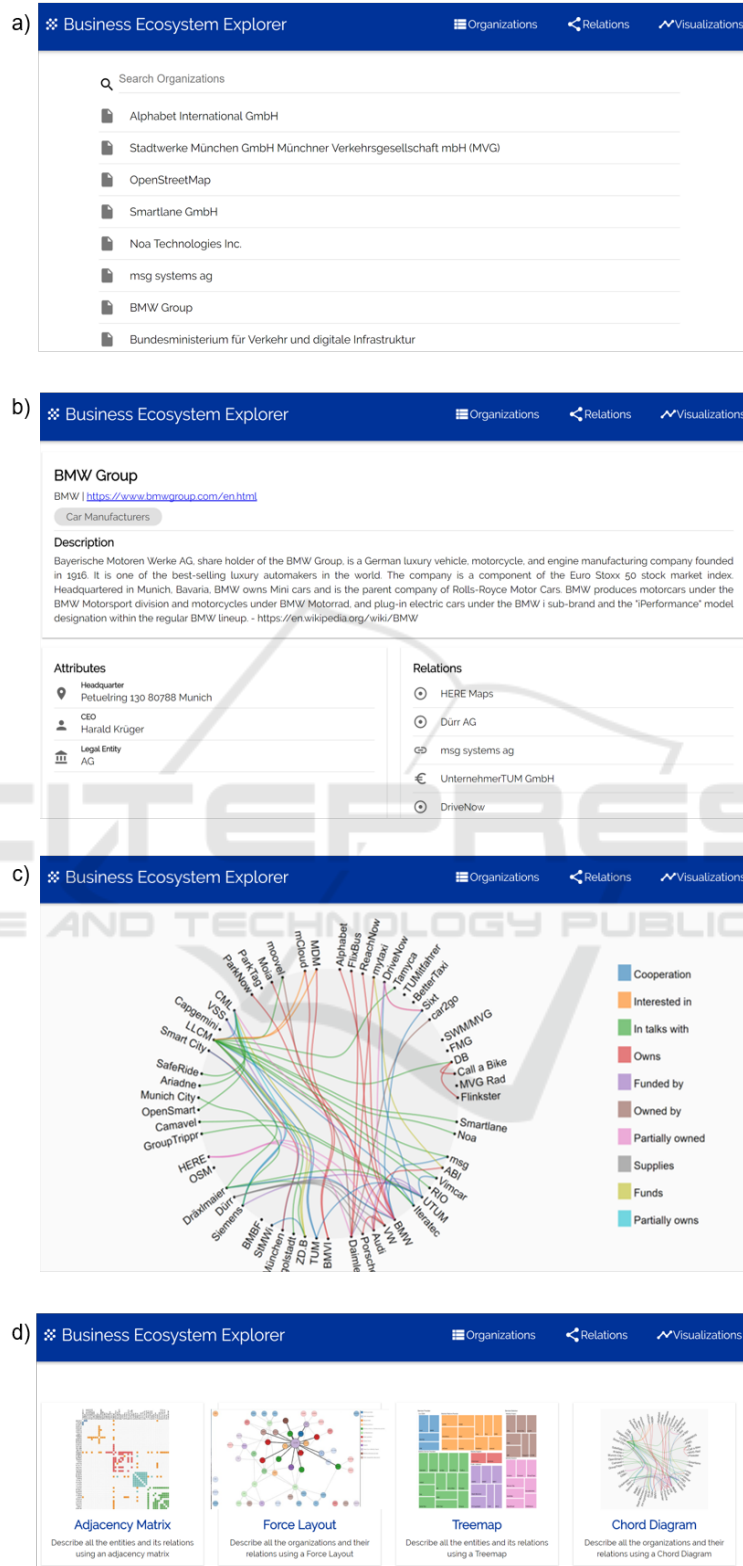 a)
Business Ecosystem Explorer
Organizations
Relations
Visualizations
Search Organizations
Alphabet International GmbH
Stadtwerke München GmbH Münchner Verkehrsgesellschaft mbH (MVG)
OpenStreetMap
Smartlane GmbH
Noa Technologies Inc.
msg systems ag
BMW Group
Bundesministerium für Verkehr und digitale Infrastruktur
b)
Business Ecosystem Explorer
Organizations
Relations
Visualizations
BMW Group
BMW | https://www.bmwgroup.com/en.html
Car Manufacturers
Description
Bayerische Motoren Werke AG, share holder of the BMW Group, is a German luxury vehicle, motorcycle, and engine manufacturing company founded
in 1916. It is one of the best-selling luxury automakers in the world. The company is a component of the Euro Stoxx 50 stock market index.
Headquartered in Munich, Bavaria, BMW owns Mini cars and is the parent company of Rolls-Royce Motor Cars. BMW produces motorcars under the
BMW Motorsport division and motorcycles under BMW Motorrad, and plug-in electric cars under the BMW i sub-brand and the "iPerformance" model
designation within the regular BMW lineup. - https://en.wikipedia.org/wiki/BMW
Attributes
Headquarter
Petuelring 130 80788 Munich
CEO
Harald Krüger
Legal Entity
AG
Relations
HERE Maps
Dürr AG
msg systems ag
UnternehmerTUM GmbH
DriveNow
CITEPRES
E AND TECHNOLOGY PUBLIC
c)
Business Ecosystem Explorer
Organizations
Relations
Visualizations
Alphabet
FlixBus
ReachNow
mytaxi
DriveNow
Tamyca
TUMitfahrer
BetterTaxi
Sixt
car2go
SWM/MVG
FMG
DB
Call a Bike
MVG Rad
Flinkster
Smartlane
Noa
msg
ABI
Vimcar
RIO
UTUM
Iteratec
BMW
VW
Audi
Porsche
Daimler
BMVI
TUM
ZD.B
golstadt
München
StMWi
BMBF
Siemens
Dürr
Dräxlmaier
OSM
HERE
GroupTrippr
Camavel
OpenSmart
Munich City
Ariadne
SafeRide
Smart City
LLCM
Capgemini
VSS
CML
ParkNow
ParkTag
Moia
moovel
mCloud
MDM
Cooperation
Interested in
In talks with
Owns
Funded by
Owned by
Partially owned
Supplies
Funds
Partially owns
d)
Business Ecosystem Explorer
Organizations
Relations
Visualizations
Adjacency Matrix
Describe all the entities and its relations
using an adjacency matrix
Force Layout
Describe all the organizations and their
relations using a Force Layout
Treemap
Describe all the entities and its relations
using a Treemap
Chord Diagram
Describe all the organizations and their
relations using a Chord Diagram